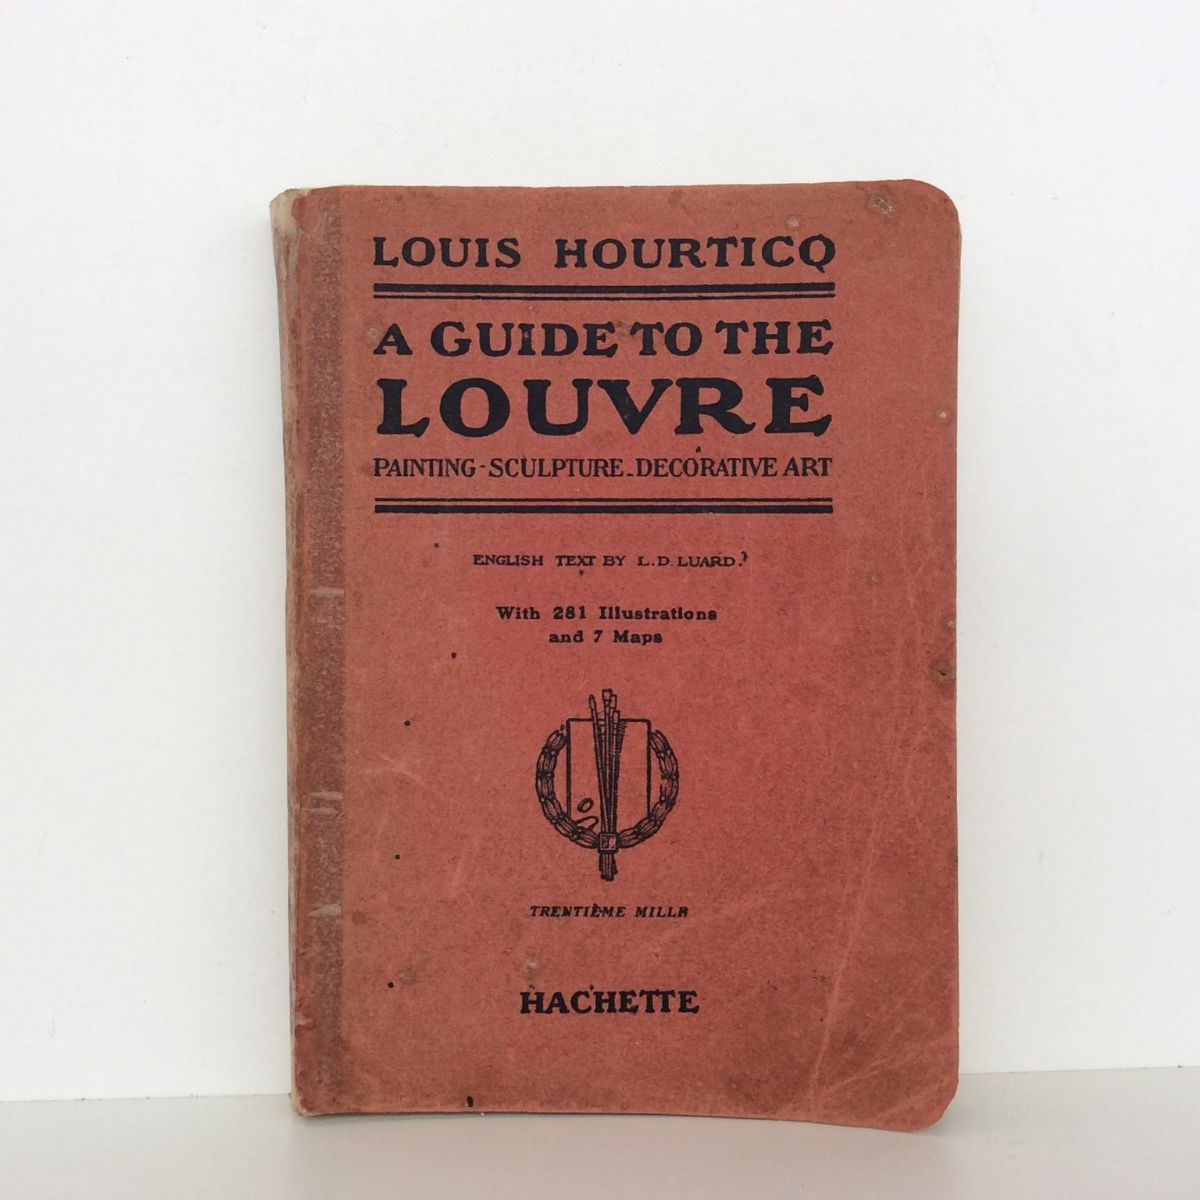 LOUIS HOURTICQ
A GUIDE TO THE
LOUVRE
PAINTING - SCULPTURE - DECORATIVE ART
ENGLISH TEXT BY L. D. LUARD.
With 281 Illustrations
and 7 Maps
TRENTIÈME MILLE
HACHETTE